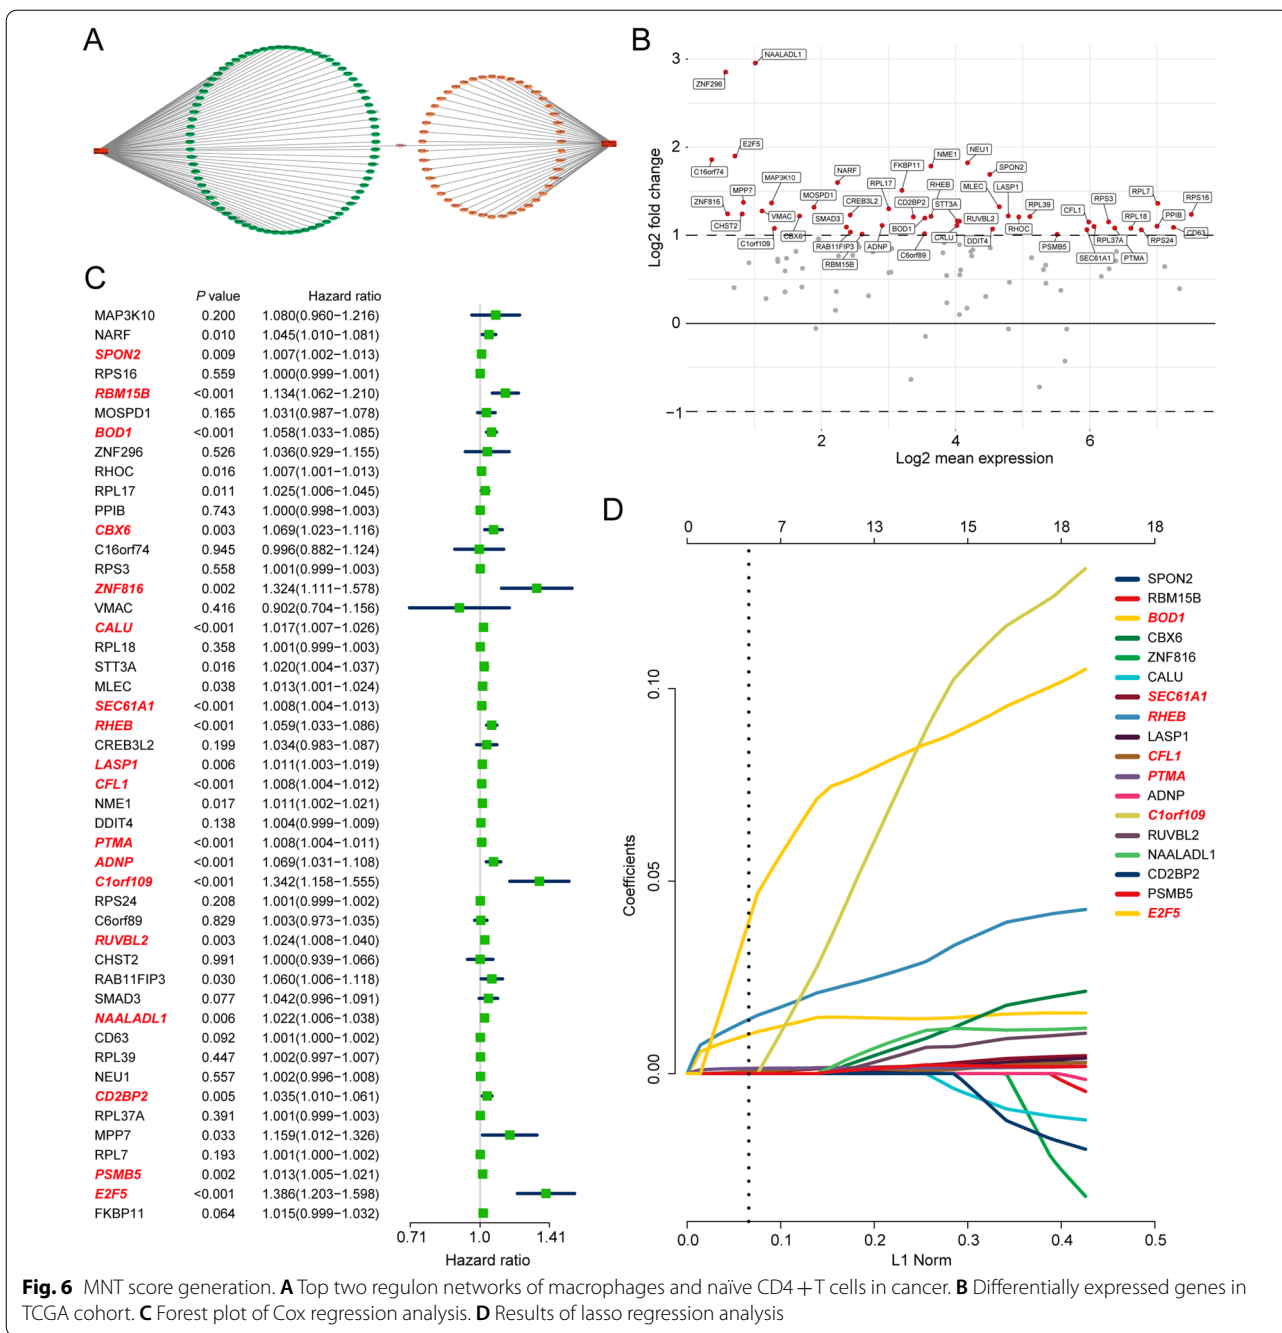 A
B
3
2
1
0
−1
2
4
6
Log2 fold change
Log2 mean expression
NAALADL1
ZNF296
E2F5
C16orf74
NME1
NEU1
FKBP11
SPON2
NARF
MAP3K10
MPP7
RPL17
RHEB
MLEC
LASP1
RPL7
RPS16
ZNF816
MOSPD1
CREB3L2
CD2BP2
STT3A
RPL39
RPS3
CFL1
CHST2
VMAC
SMAD3
BOD1
RUVBL2
RHOC
RPL18
PPIB
C1orf109
CBX6
RAB11FIP3
ADNP
CALU
DDIT4
PSMB5
RPL37A
RPS24
CD63
RBM15B
C6orf89
SEC61A1
PTMA
C
P value Hazard ratio
MAP3K10 0.200 1.080(0.960−1.216)
NARF 0.010 1.045(1.010−1.081)
SPON2 0.009 1.007(1.002−1.013)
RPS16 0.559 1.000(0.999−1.001)
RBM15B <0.001 1.134(1.062−1.210)
MOSPD1 0.165 1.031(0.987−1.078)
BOD1 <0.001 1.058(1.033−1.085)
ZNF296 0.526 1.036(0.929−1.155)
RHOC 0.016 1.007(1.001−1.013)
RPL17 0.011 1.025(1.006−1.045)
PPIB 0.743 1.000(0.998−1.003)
CBX6 0.003 1.069(1.023−1.116)
C16orf74 0.945 0.996(0.882−1.124)
RPS3 0.558 1.001(0.999−1.003)
ZNF816 0.002 1.324(1.111−1.578)
VMAC 0.416 0.902(0.704−1.156)
CALU <0.001 1.017(1.007−1.026)
RPL18 0.358 1.001(0.999−1.003)
STT3A 0.016 1.020(1.004−1.037)
MLEC 0.038 1.013(1.001−1.024)
SEC61A1 <0.001 1.008(1.004−1.013)
RHEB <0.001 1.059(1.033−1.086)
CREB3L2 0.199 1.034(0.983−1.087)
LASP1 0.006 1.011(1.003−1.019)
CFL1 <0.001 1.008(1.004−1.012)
NME1 0.017 1.011(1.002−1.021)
DDIT4 0.138 1.004(0.999−1.009)
PTMA <0.001 1.008(1.004−1.011)
ADNP <0.001 1.069(1.031−1.108)
C1orf109 <0.001 1.342(1.158−1.555)
RPS24 0.208 1.001(0.999−1.002)
C6orf89 0.829 1.003(0.973−1.035)
RUVBL2 0.003 1.024(1.008−1.040)
CHST2 0.991 1.000(0.939−1.066)
RAB11FIP3 0.030 1.060(1.006−1.118)
SMAD3 0.077 1.042(0.996−1.091)
NAALADL1 0.006 1.022(1.006−1.038)
CD63 0.092 1.001(1.000−1.002)
RPL39 0.447 1.002(0.997−1.007)
NEU1 0.557 1.002(0.996−1.008)
CD2BP2 0.005 1.035(1.010−1.061)
RPL37A 0.391 1.001(0.999−1.003)
MPP7 0.033 1.159(1.012−1.326)
RPL7 0.193 1.001(1.000−1.002)
PSMB5 0.002 1.013(1.005−1.021)
E2F5 <0.001 1.386(1.203−1.598)
FKBP11 0.064 1.015(0.999−1.032)
0.71 1.0 1.41
Hazard ratio
D
0 7 13 15 18 18
0.10
0.05
0.00
Coefficients
0.0 0.1 0.2 0.3 0.4 0.5
L1 Norm
SPON2
RBM15B
BOD1
CBX6
ZNF816
CALU
SEC61A1
RHEB
LASP1
CFL1
PTMA
ADNP
C1orf109
RUVBL2
NAALADL1
CD2BP2
PSMB5
E2F5
Fig. 6 MNT score generation. A Top two regulon networks of macrophages and naïve CD4+T cells in cancer. B Differentially expressed genes in
TCGA cohort. C Forest plot of Cox regression analysis. D Results of lasso regression analysis